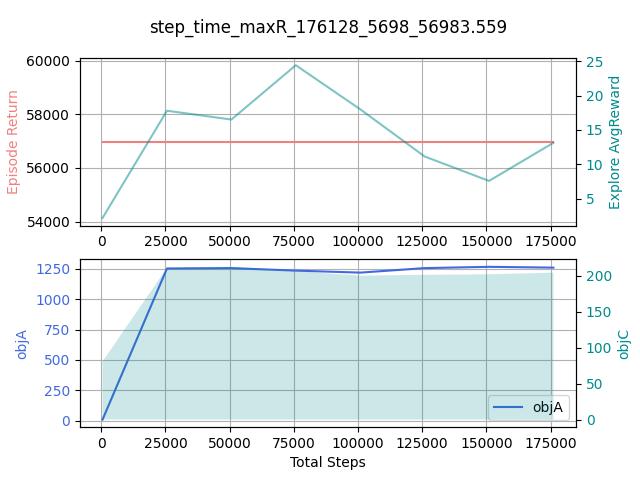 step_time_maxR_176128_5698_56983.559
60000
58000
56000
54000
Episode Return
25
20
15
10
5
Explore AvgReward
0 25000 50000 75000 100000 125000 150000 175000
1250
1000
750
500
250
0
objA
200
150
100
50
0
objC
objA
0 25000 50000 75000 100000 125000 150000 175000
Total Steps